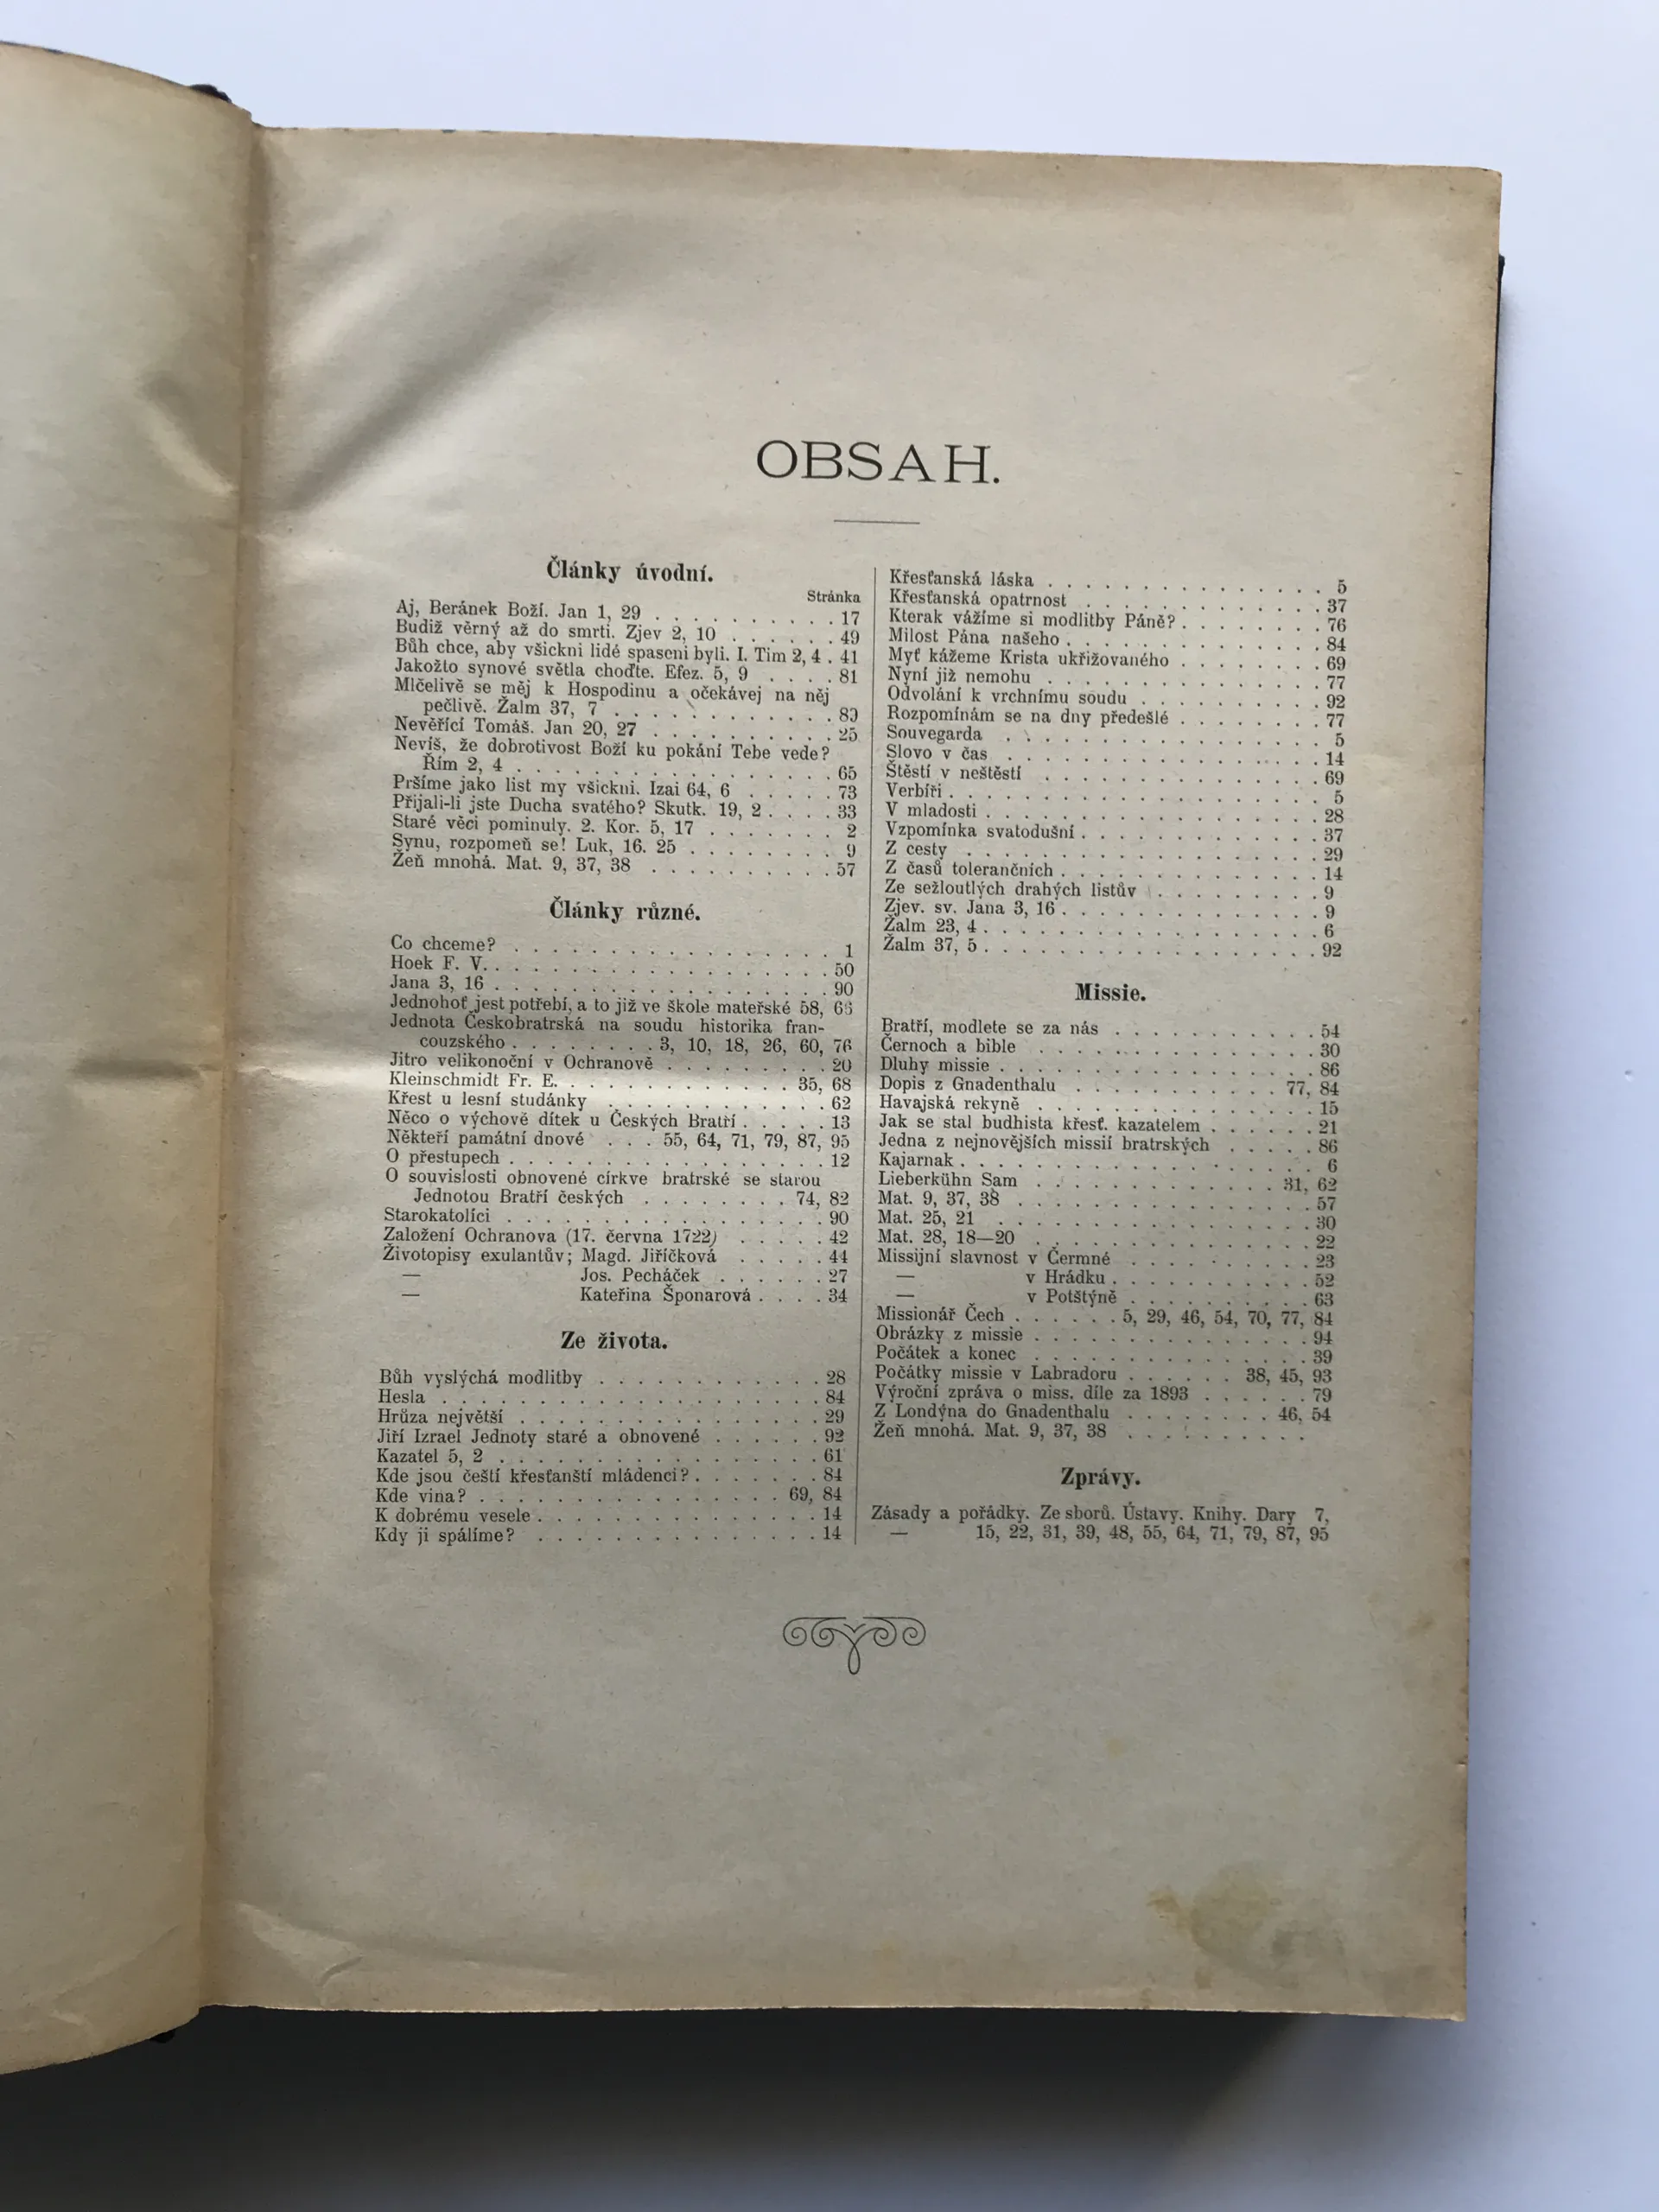 OBSAH.
Články úvodní.
Stránka
Aj, Beránek Boží. Jan 1, 29 . . . . . . . . . . 17
Budiž věrný až do smrti. Zjev 2, 10 . . . . . . 49
Bůh chce, aby všickni lidé spaseni byli. I. Tim 2, 4 . 41
Jakožto synové světla choďte. Efez. 5, 9 . . . . 81
Mlčelivě se měj k Hospodinu a očekávej na něj
pečlivě. Žalm 37, 7 . . . . . . . . . . . . 89
Nevěřící Tomáš. Jan 20, 27 . . . . . . . . . . 25
Nevíš, že dobrotivost Boží ku pokání Tebe vede?
Řím 2, 4 . . . . . . . . . . . . . . . . . 65
Pršíme jako list my všickni. Izai 64, 6 . . . . . 73
Přijali-li jste Ducha svatého? Skutk. 19, 2 . . . . 33
Staré věci pominuly. 2. Kor. 5, 17 . . . . . . . 2
Synu, rozpomeň se! Luk, 16. 25 . . . . . . . . 9
Žeň mnohá. Mat. 9, 37, 38 . . . . . . . . . . 57
Články různé.
Co chceme? . . . . . . . . . . . . . . . . . 1
Hoek F. V. . . . . . . . . . . . . . . . . . . 50
Jana 3, 16 . . . . . . . . . . . . . . . . . . 90
Jednohoť jest potřebí, a to již ve škole mateřské 58, 66
Jednota Českobratrská na soudu historika fran-
couzského . . . . . . . . 3, 10, 18, 26, 60, 76
Jitro velikonoční v Ochranově . . . . . . . . . 20
Kleinschmidt Fr. E. . . . . . . . . . . . . 35, 68
Křest u lesní studánky . . . . . . . . . . . . 62
Něco o výchově dítek u Českých Bratří . . . . . 13
Někteří památní dnové . . . 55, 64, 71, 79, 87, 95
O přestupech . . . . . . . . . . . . . . . . . 12
O souvislosti obnovené církve bratrské se starou
Jednotou Bratří českých . . . . . . . . 74, 82
Starokatolíci . . . . . . . . . . . . . . . . . 90
Založení Ochranova (17. června 1722) . . . . . 42
Životopisy exulantův; Magd. Jiříčková . . . . . 44
— Jos. Pecháček . . . . . . 27
— Kateřina Šponarová . . . . 34
Ze života.
Bůh vyslýchá modlitby . . . . . . . . . . . . 28
Hesla . . . . . . . . . . . . . . . . . . . . 84
Hrůza největší . . . . . . . . . . . . . . . . 29
Jiří Izrael Jednoty staré a obnovené . . . . . . 92
Kazatel 5, 2 . . . . . . . . . . . . . . . . . 61
Kde jsou čeští křesťanští mládenci? . . . . . . . 84
Kde vina? . . . . . . . . . . . . . . . . 69, 84
K dobrému vesele . . . . . . . . . . . . . . . 14
Kdy ji spálíme? . . . . . . . . . . . . . . . 14
Křesťanská láska . . . . . . . . . . . . . . . 5
Křesťanská opatrnost . . . . . . . . . . . . . 37
Kterak vážíme si modlitby Páně? . . . . . . . . 76
Milost Pána našeho . . . . . . . . . . . . . . 84
Myť kážeme Krista ukřižovaného . . . . . . . . 69
Nyní již nemohu . . . . . . . . . . . . . . . 77
Odvolání k vrchnímu soudu . . . . . . . . . . 92
Rozpomínám se na dny předešlé . . . . . . . . 77
Souvegarda . . . . . . . . . . . . . . . . . 5
Slovo v čas . . . . . . . . . . . . . . . . . 14
Štěstí v neštěstí . . . . . . . . . . . . . . . 69
Verbíři . . . . . . . . . . . . . . . . . . . . 5
V mladosti . . . . . . . . . . . . . . . . . . 28
Vzpomínka svatodušní . . . . . . . . . . . . . 37
Z cesty . . . . . . . . . . . . . . . . . . . 29
Z časů tolerančních . . . . . . . . . . . . . . 14
Ze sežloutlých drahých listův . . . . . . . . . 9
Zjev. sv. Jana 3, 16 . . . . . . . . . . . . . . 9
Žalm 23, 4 . . . . . . . . . . . . . . . . . . 6
Žalm 37, 5 . . . . . . . . . . . . . . . . . . 92
Missie.
Bratří, modlete se za nás . . . . . . . . . . . 54
Černoch a bible . . . . . . . . . . . . . . . 30
Dluhy missie . . . . . . . . . . . . . . . . . 86
Dopis z Gnadenthalu . . . . . . . . . . . 77, 84
Havajská rekyně . . . . . . . . . . . . . . . 15
Jak se stal budhista křesť. kazatelem . . . . . . 21
Jedna z nejnovějších missií bratrských . . . . . 86
Kajarnak . . . . . . . . . . . . . . . . . . . 6
Lieberkühn Sam . . . . . . . . . . . . . 31, 62
Mat. 9, 37, 38 . . . . . . . . . . . . . . . . 57
Mat. 25, 21 . . . . . . . . . . . . . . . . . 30
Mat. 28, 18—20 . . . . . . . . . . . . . . . 22
Missijní slavnost v Čermné . . . . . . . . . . 23
— v Hrádku . . . . . . . . . . . 52
— v Potštýně . . . . . . . . . . 63
Missionář Čech . . . . . . 5, 29, 46, 54, 70, 77, 84
Obrázky z missie . . . . . . . . . . . . . . . 94
Počátek a konec . . . . . . . . . . . . . . . 39
Počátky missie v Labradoru . . . . . . 38, 45, 93
Výroční zpráva o miss. díle za 1893 . . . . . . 79
Z Londýna do Gnadenthalu . . . . . . . . 46, 54
Žeň mnohá. Mat. 9, 37, 38 . . . . . . . . . .
Zprávy.
Zásady a pořádky. Ze sborů. Ústavy. Knihy. Dary 7,
— 15, 22, 31, 39, 48, 55, 64, 71, 79, 87, 95